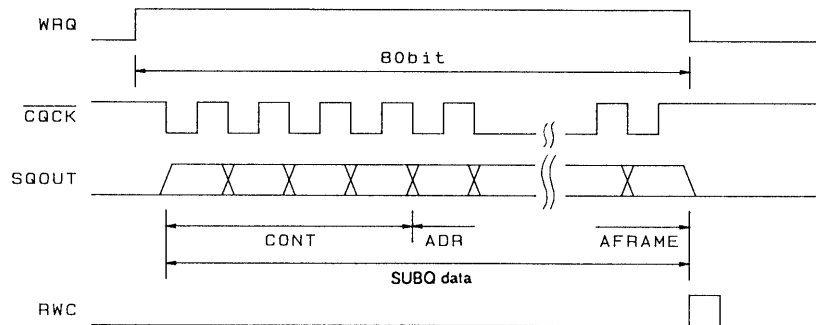 WRQ
80bit
CQCK
SQOUT
CONT
ADR
AFRAME
SUBQ data
RWC